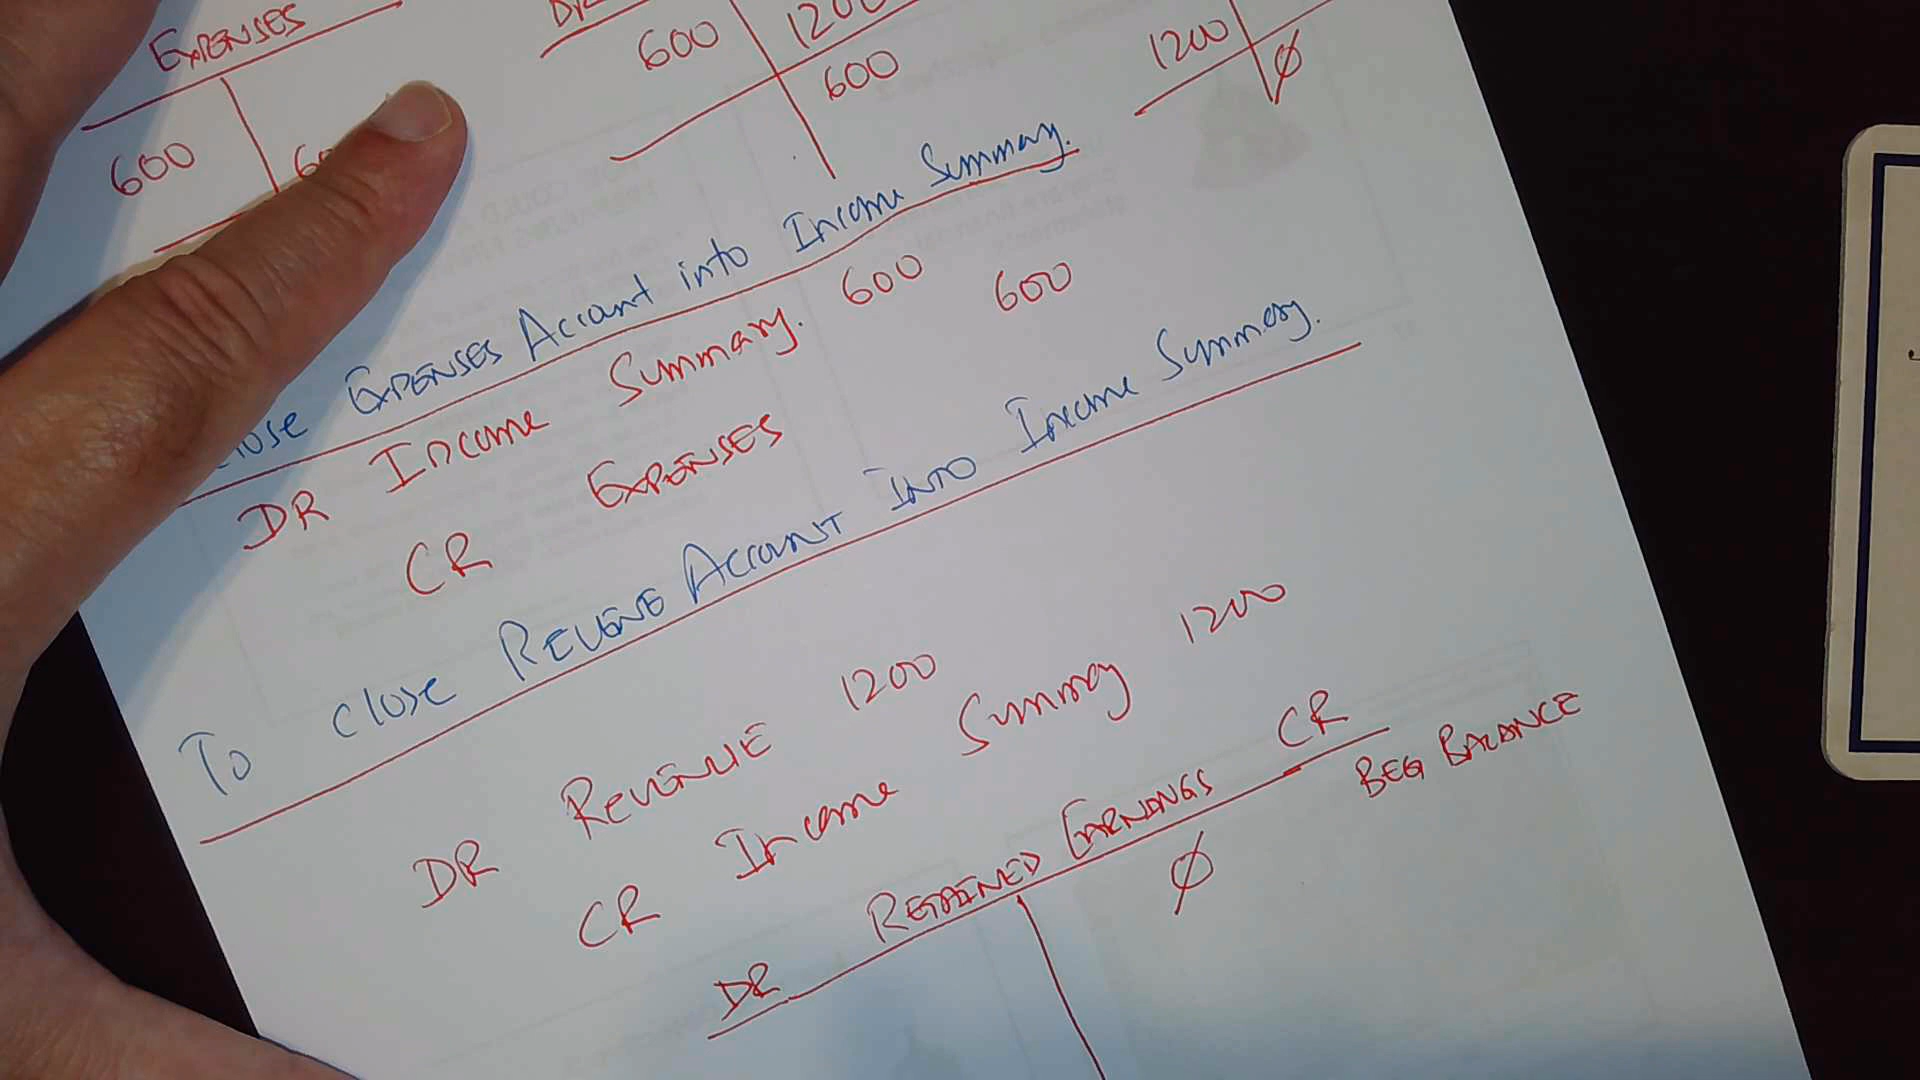 EXPENSES
600
600 1200
600
1200 Ø
Close EXPENSES Account into Income Summary.
DR Income Summary. 600
CR EXPENSES 600
To close REVENUE ACCOUNT INTO Income Summary.
DR REVENUE 1200
CR Income Summary 1200
DR RETAINED EARNINGS CR
Ø BEG BALANCE